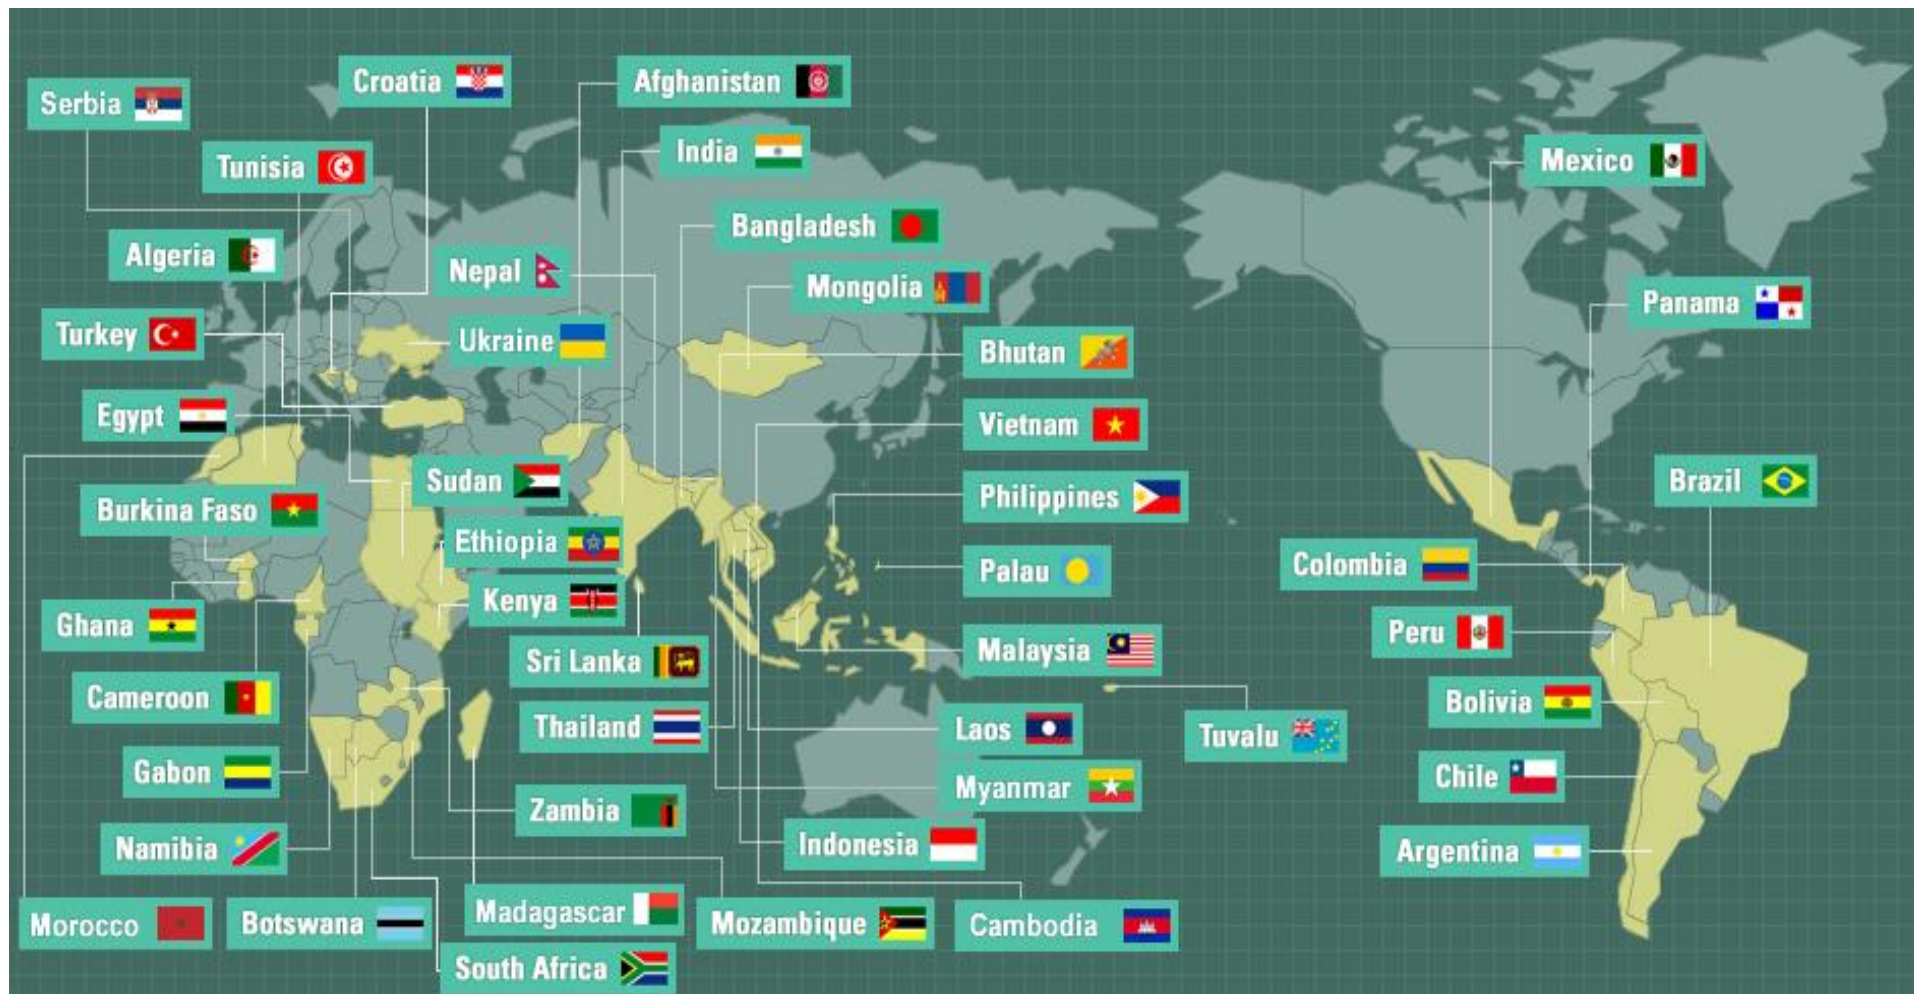 Serbia
Croatia
Afghanistan
Tunisia
India
Mexico
Algeria
Bangladesh
Nepal
Mongolia
Panama
Turkey
Ukraine
Bhutan
Egypt
Vietnam
Sudan
Brazil
Burkina Faso
Philippines
Ethiopia
Colombia
Palau
Kenya
Ghana
Peru
Sri Lanka
Malaysia
Cameroon
Bolivia
Thailand
Laos
Tuvalu
Gabon
Chile
Myanmar
Zambia
Namibia
Indonesia
Argentina
Morocco
Botswana
Madagascar
Mozambique
Cambodia
South Africa